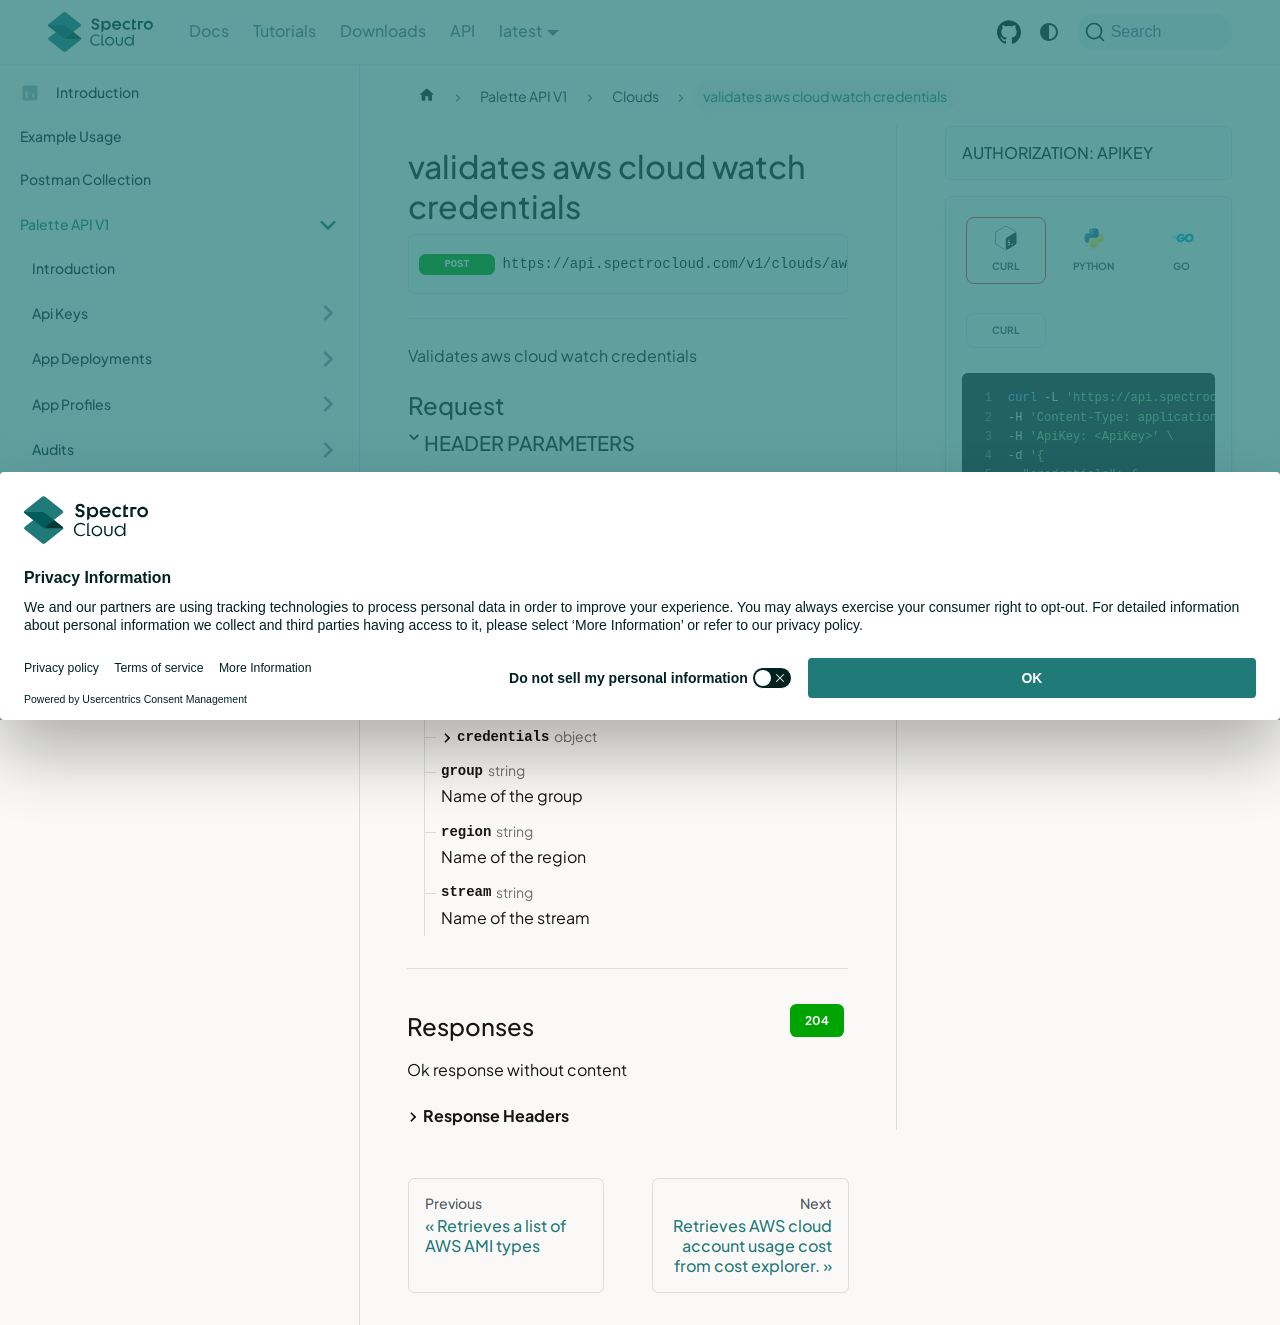 Spectro
Cloud
Docs
Tutorials
Downloads
API
latest
Search
Introduction
Example Usage
Postman Collection
Palette API V1
Introduction
Api Keys
App Deployments
App Profiles
Audits
Palette API V1
Clouds
validates aws cloud watch credentials
validates aws cloud watch
credentials
POST https://api.spectrocloud.com/v1/clouds/aw
Validates aws cloud watch credentials
Request
HEADER PARAMETERS
AUTHORIZATION: APIKEY
CURL
PYTHON
GO
CURL
1 curl -L 'https://api.spectroc
2 -H 'Content-Type: application
3 -H 'ApiKey: <ApiKey>' \
4 -d '{
Spectro
Cloud
Privacy Information
We and our partners are using tracking technologies to process personal data in order to improve your experience. You may always exercise your consumer right to opt-out. For detailed information
about personal information we collect and third parties having access to it, please select ‘More Information’ or refer to our privacy policy.
Privacy policy
Terms of service
More Information
Powered by Usercentrics Consent Management
Do not sell my personal information
OK
credentials object
group string
Name of the group
region string
Name of the region
stream string
Name of the stream
Responses
204
Ok response without content
Response Headers
Previous
« Retrieves a list of
AWS AMI types
Next
Retrieves AWS cloud
account usage cost
from cost explorer. »